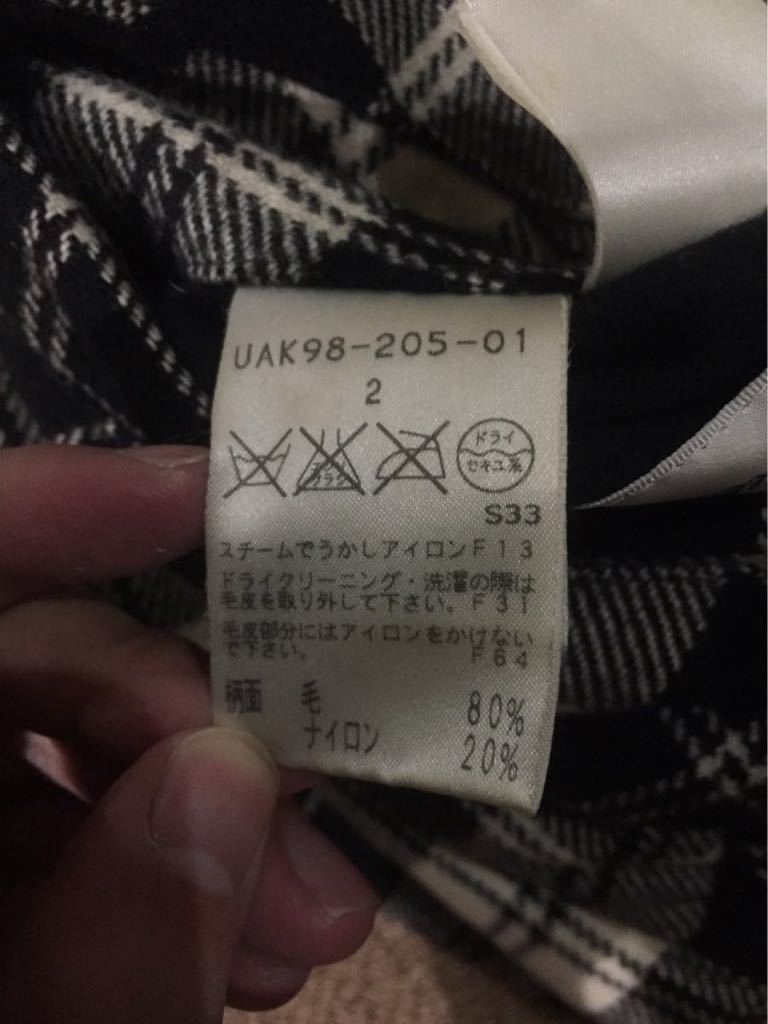 UAK98-205-01
2
ドライ
セキユ系
S33
スチームでうかしアイロンF13
ドライクリーニング・洗濯の際は
毛皮を取り外して下さい。F31
毛皮部分にはアイロンをかけない
で下さい。 F64
柄面 毛 80%
ナイロン 20%